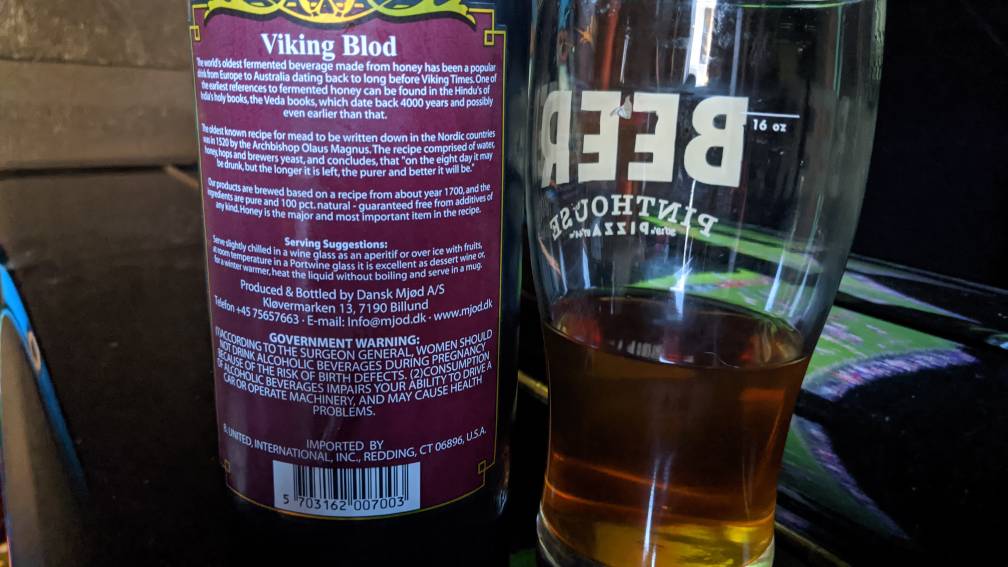 Viking Blod
The world's oldest fermented beverage made from honey has been a popular
drink from Europe to Australia dating back to long before Viking Times. One of
the earliest references to fermented honey can be found in the Hindu's of
India's holy books, the Veda books, which date back 4000 years and possibly
even earlier than that.
The oldest known recipe for mead to be written down in the Nordic countries
was in 1520 by the Archbishop Olaus Magnus. The recipe comprised of water,
honey, hops and brewers yeast, and concludes, that "on the eight day it may
be drunk, but the longer it is left, the purer and better it will be."
Our products are brewed based on a recipe from about year 1700, and the
ingredients are pure and 100 pct. natural - guaranteed free from additives of
any kind. Honey is the major and most important item in the recipe.
Serving Suggestions:
Serve slightly chilled in a wine glass as an aperitif or over ice with fruits,
at room temperature in a Portwine glass it is excellent as dessert wine or,
for a winter warmer, heat the liquid without boiling and serve in a mug.
Produced & Bottled by Dansk Mjød A/S
Kløvermarken 13, 7190 Billund
Telefon +45 75657663 · E-mail: Info@mjod.dk · www.mjod.dk
GOVERNMENT WARNING:
(1)ACCORDING TO THE SURGEON GENERAL, WOMEN SHOULD
NOT DRINK ALCOHOLIC BEVERAGES DURING PREGNANCY
BECAUSE OF THE RISK OF BIRTH DEFECTS. (2)CONSUMPTION
OF ALCOHOLIC BEVERAGES IMPAIRS YOUR ABILITY TO DRIVE A
CAR OR OPERATE MACHINERY, AND MAY CAUSE HEALTH
PROBLEMS.
IMPORTED BY
B. UNITED, INTERNATIONAL, INC., REDDING, CT 06896, U.S.A.
5 703162 007003
BEER
16 oz
PINTHOUSE
PIZZA